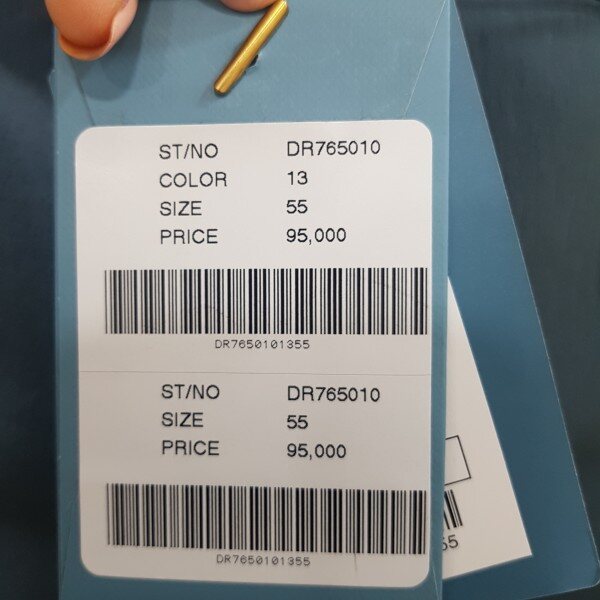 ST/NO DR765010
COLOR 13
SIZE 55
PRICE 95,000
DR7650101355
ST/NO DR765010
SIZE 55
PRICE 95,000
DR7650101355
55